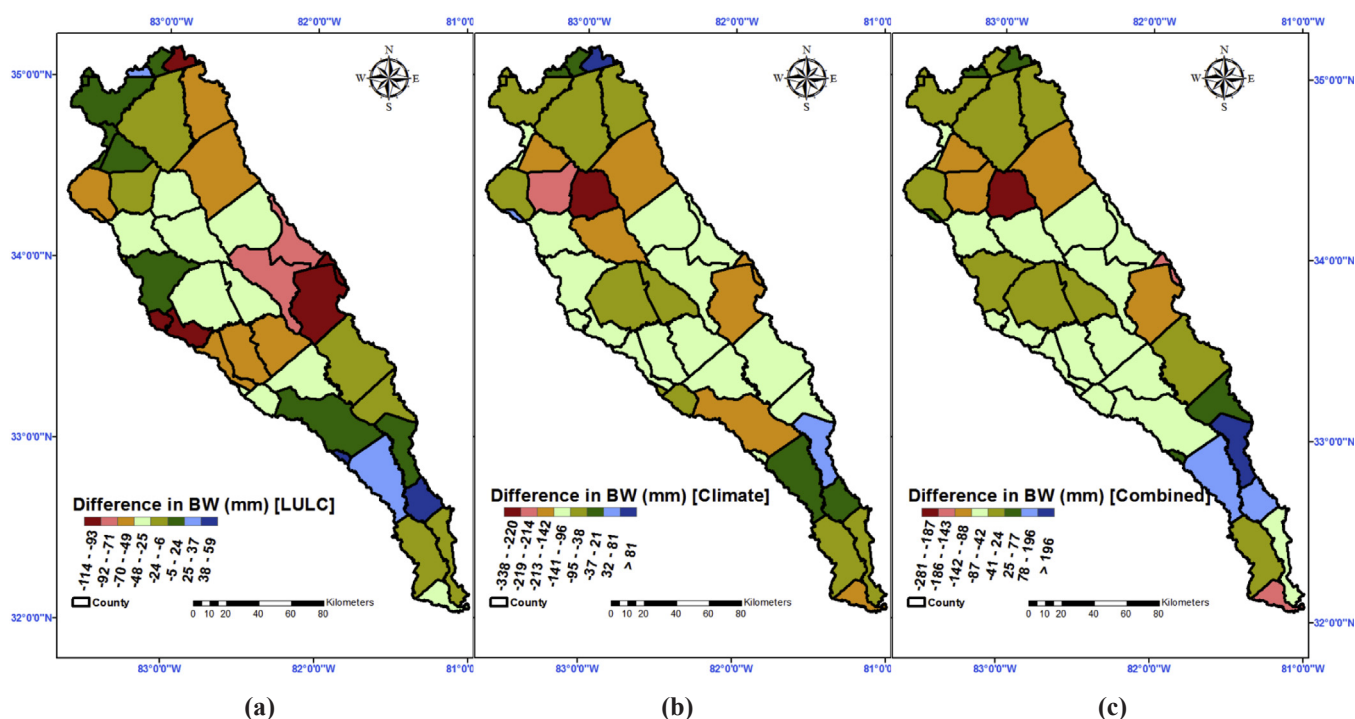 83°0'0"W 82°0'0"W 81°0'0"W 83°0'0"W 82°0'0"W 81°0'0"W 83°0'0"W 82°0'0"W 81°0'0"W
N N N
35°0'0"N W E W E W E 35°0'0"N
S S S
34°0'0"N 34°0'0"N
33°0'0"N 33°0'0"N
32°0'0"N 32°0'0"N
Difference in BW (mm) [LULC]
-114 - -93
-92 - -71
-70 - -49
-48 - -25
-24 - -6
-5 - 24
25 - 37
38 - 59
County
Kilometers
0 10 20 40 60 80
Difference in BW (mm) [Climate]
-338 - -220
-219 - -214
-213 - -142
-141 - -96
-95 - -38
-37 - 21
32 - 81
> 81
County
Kilometers
0 10 20 40 60 80
Difference in BW (mm) [Combined]
-281 - -187
-186 - -143
-142 - -88
-87 - -42
-41 - 24
25 - 77
78 - 196
> 196
County
Kilometers
0 10 20 40 60 80
83°0'0"W 82°0'0"W 81°0'0"W 83°0'0"W 82°0'0"W 81°0'0"W 83°0'0"W 82°0'0"W 81°0'0"W
(a) (b) (c)